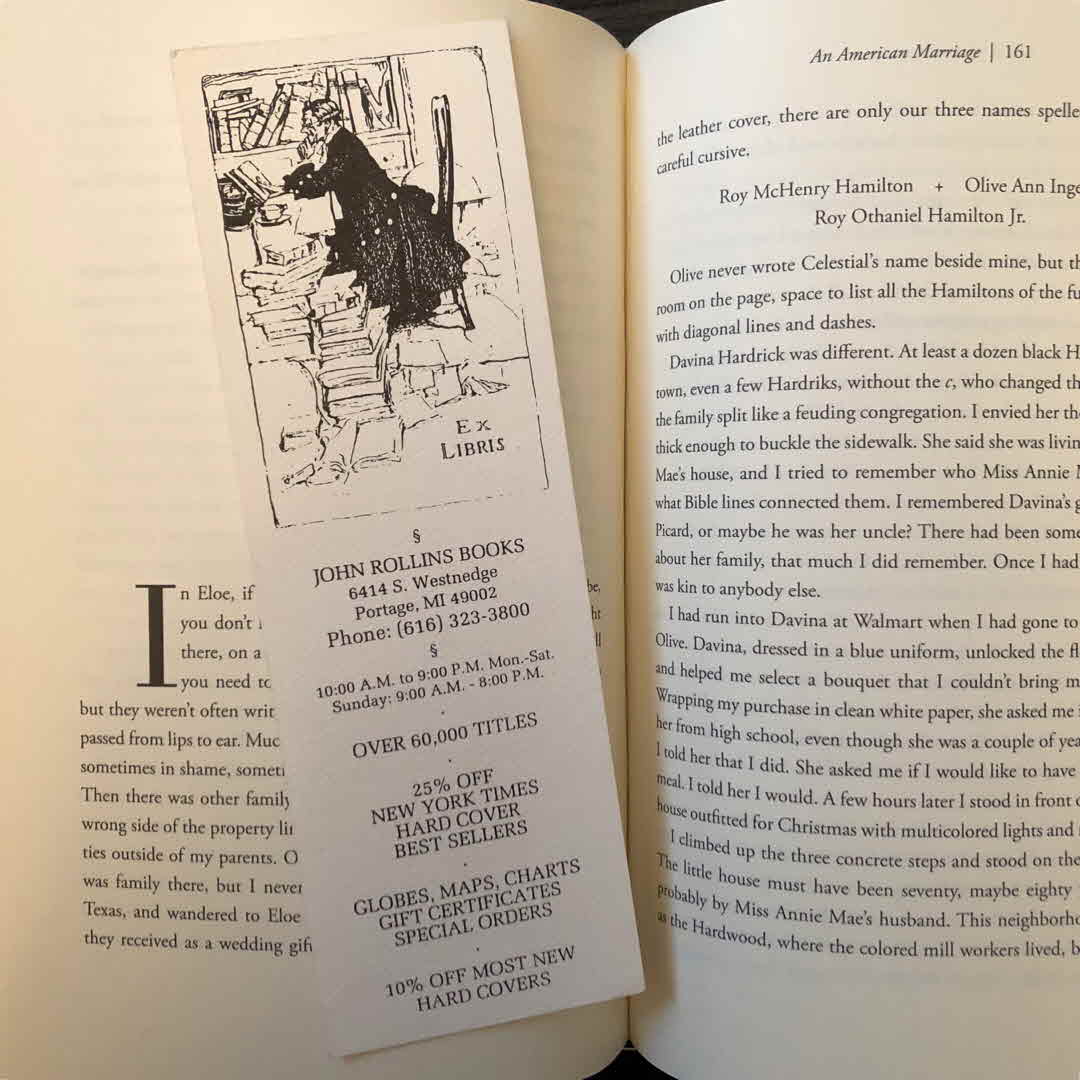 In Eloe, if
you don't
there, on a
you need to
but they weren't often writ
passed from lips to ear. Muc
sometimes in shame, someti
Then there was other family
wrong side of the property lin
ties outside of my parents. O
was family there, but I never
Texas, and wandered to Eloe
they received as a wedding gift
be,
ht
ll
EX
LIBRIS
§
JOHN ROLLINS BOOKS
6414 S. Westnedge
Portage, MI 49002
Phone: (616) 323-3800
§
10:00 A.M. to 9:00 P.M. Mon.-Sat.
Sunday: 9:00 A.M. - 8:00 P.M.
OVER 60,000 TITLES
25% OFF
NEW YORK TIMES
HARD COVER
BEST SELLERS
GLOBES, MAPS, CHARTS
GIFT CERTIFICATES
SPECIAL ORDERS
10% OFF MOST NEW
HARD COVERS
An American Marriage | 161
the leather cover, there are only our three names spelle
careful cursive.
Roy McHenry Hamilton + Olive Ann Inge
Roy Othaniel Hamilton Jr.
Olive never wrote Celestial's name beside mine, but th
room on the page, space to list all the Hamiltons of the fu
with diagonal lines and dashes.
Davina Hardrick was different. At least a dozen black H
town, even a few Hardriks, without the c, who changed th
the family split like a feuding congregation. I envied her the
thick enough to buckle the sidewalk. She said she was livin
Mae's house, and I tried to remember who Miss Annie M
what Bible lines connected them. I remembered Davina's g
Picard, or maybe he was her uncle? There had been some
about her family, that much I did remember. Once I had
was kin to anybody else.
I had run into Davina at Walmart when I had gone to
Olive. Davina, dressed in a blue uniform, unlocked the fl
and helped me select a bouquet that I couldn't bring m
Wrapping my purchase in clean white paper, she asked me i
her from high school, even though she was a couple of yea
I told her that I did. She asked me if I would like to have
meal. I told her I would. A few hours later I stood in front o
house outfitted for Christmas with multicolored lights and
I climbed up the three concrete steps and stood on the
The little house must have been seventy, maybe eighty
probably by Miss Annie Mae's husband. This neighborho
as the Hardwood, where the colored mill workers lived, b